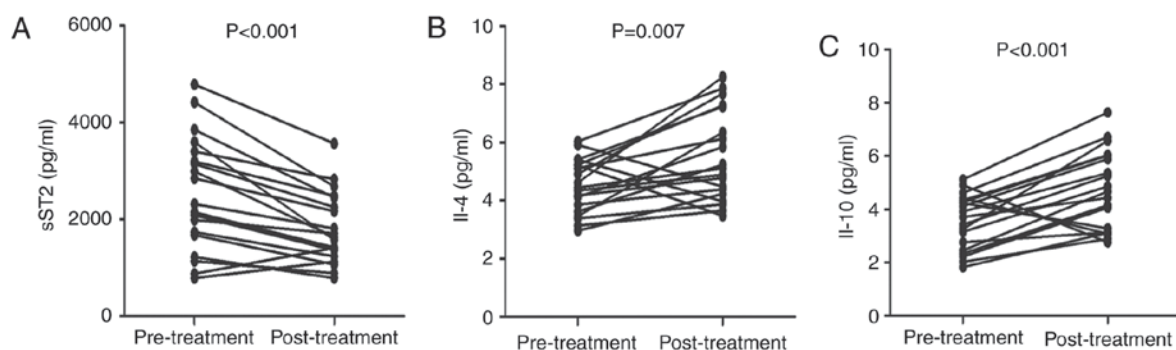 A
P<0.001
sST2 (pg/ml)
6000
4000
2000
0
Pre-treatment Post-treatment
B
P=0.007
Il-4 (pg/ml)
10
8
6
4
2
0
Pre-treatment Post-treatment
C
P<0.001
Il-10 (pg/ml)
10
8
6
4
2
0
Pre-treatment Post-treatment